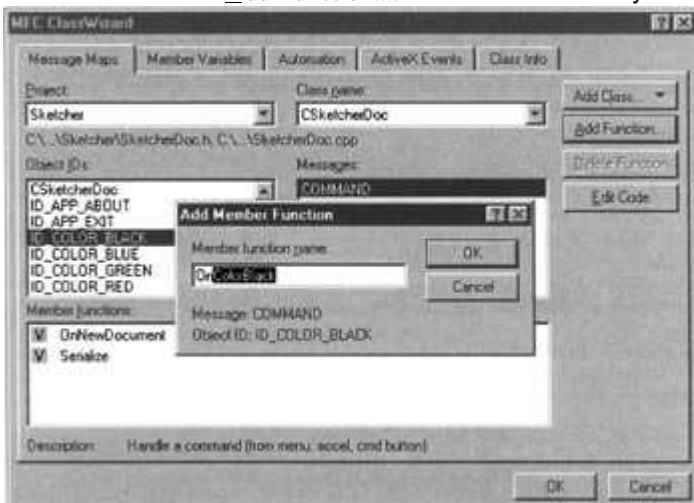 MFC ClassWizard
Message Maps Member Variables Automation ActiveX Events Class Info
Project: Class name: Add Class...
Sketcher CSketcherDoc Add Function...
C:\...\Sketcher\SketcherDoc.h, C:\...\SketcherDoc.cpp
Object IDs: Messages: Delete Function
CSketcherDoc COMMAND Edit Code
ID_APP_ABOUT
ID_APP_EXIT
ID_COLOR_BLACK
ID_COLOR_BLUE
ID_COLOR_GREEN
ID_COLOR_RED
Add Member Function
Member function name:
OnColorBlack
OK
Cancel
Message: COMMAND
Object ID: ID_COLOR_BLACK
Member functions:
V OnNewDocument
V Serialize
Description: Handle a command (from menu, accel, cmd button)
OK Cancel